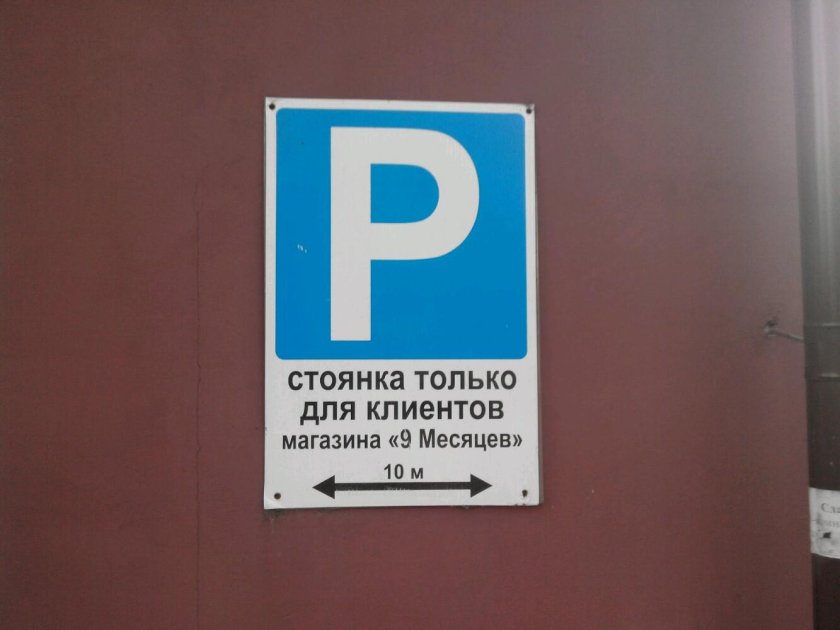 P
стоянка только
для клиентов
магазина «9 Месяцев»
10 м